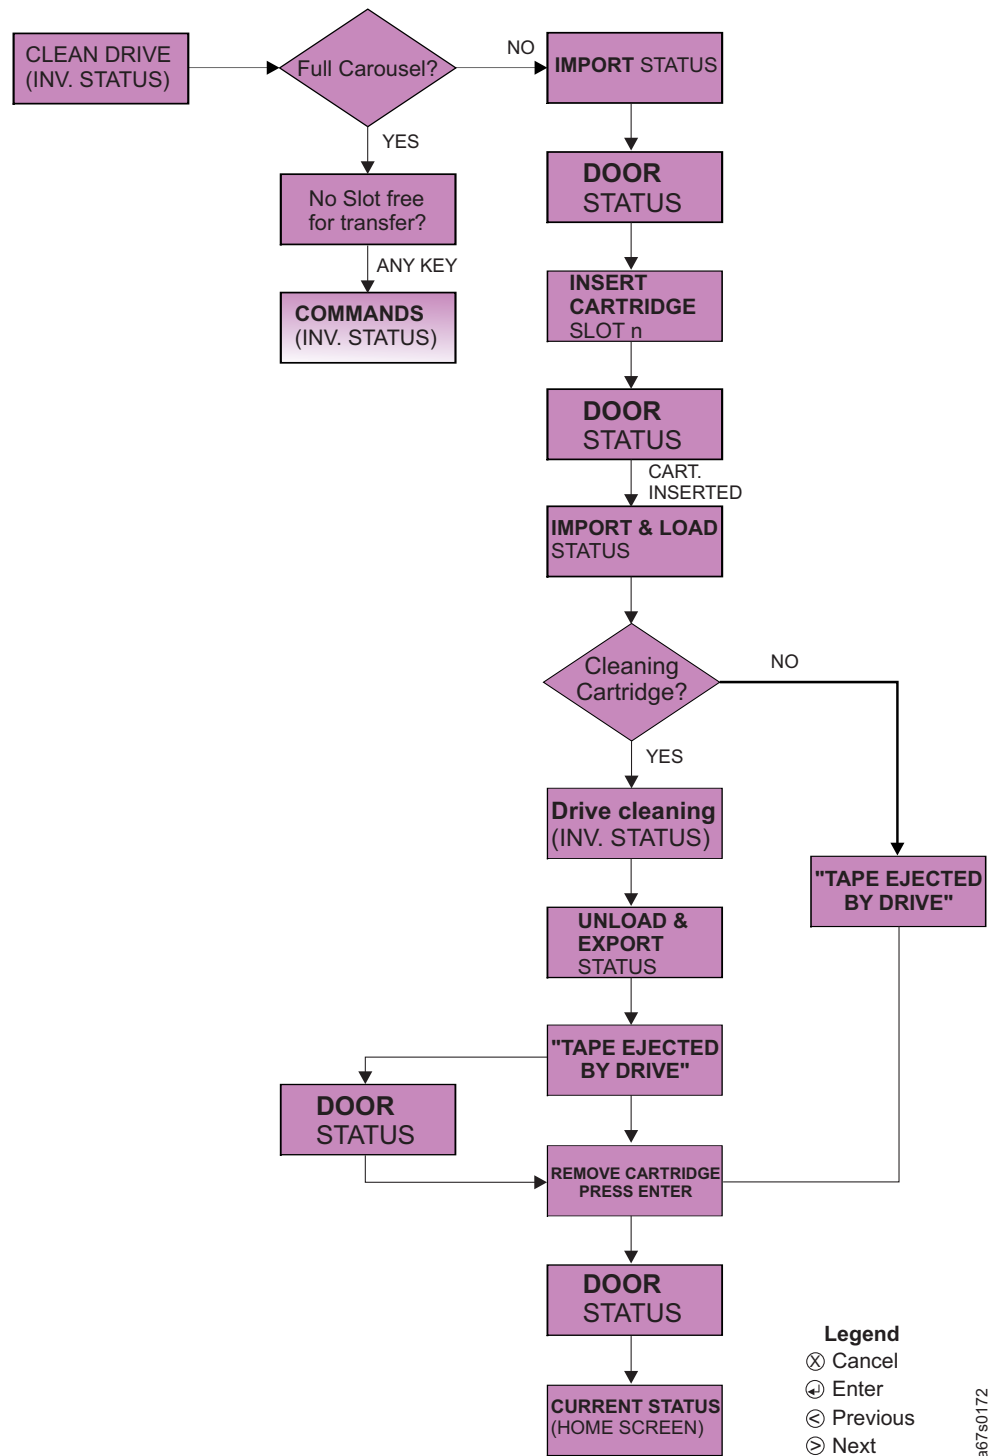 CLEAN DRIVE
(INV. STATUS)
Full Carousel?
NO
IMPORT STATUS
YES
No Slot free
for transfer?
ANY KEY
COMMANDS
(INV. STATUS)
DOOR
STATUS
INSERT
CARTRIDGE
SLOT n
DOOR
STATUS
CART.
INSERTED
IMPORT & LOAD
STATUS
Cleaning
Cartridge?
NO
YES
Drive cleaning
(INV. STATUS)
"TAPE EJECTED
BY DRIVE"
UNLOAD &
EXPORT
STATUS
"TAPE EJECTED
BY DRIVE"
DOOR
STATUS
REMOVE CARTRIDGE
PRESS ENTER
DOOR
STATUS
CURRENT STATUS
(HOME SCREEN)
Legend
Cancel
Enter
Previous
Next
a67s0172